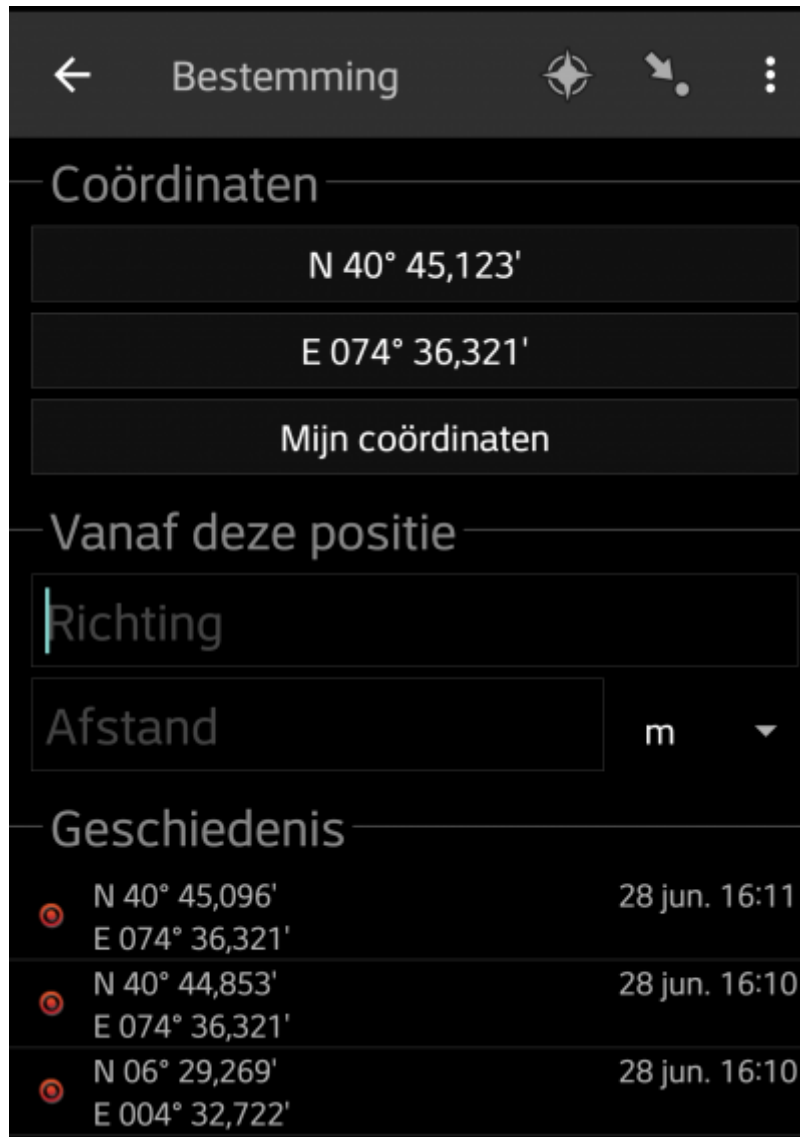 Bestemming
Coördinaten
N 40° 45,123'
E 074° 36,321'
Mijn coördinaten
Vanaf deze positie
Richting
Afstand
m
Geschiedenis
N 40° 45,096' 28 jun. 16:11
E 074° 36,321'
N 40° 44,853' 28 jun. 16:10
E 074° 36,321'
N 06° 29,269' 28 jun. 16:10
E 004° 32,722'